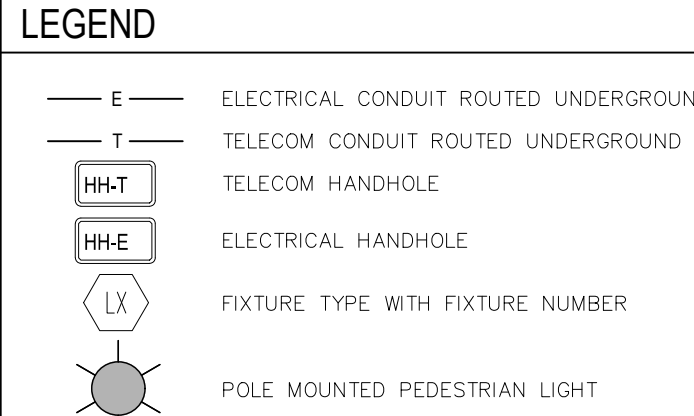 LEGEND
E ELECTRICAL CONDUIT ROUTED UNDERGROUN
T TELECOM CONDUIT ROUTED UNDERGROUND
HH-T TELECOM HANDHOLE
HH-E ELECTRICAL HANDHOLE
LX FIXTURE TYPE WITH FIXTURE NUMBER
POLE MOUNTED PEDESTRIAN LIGHT